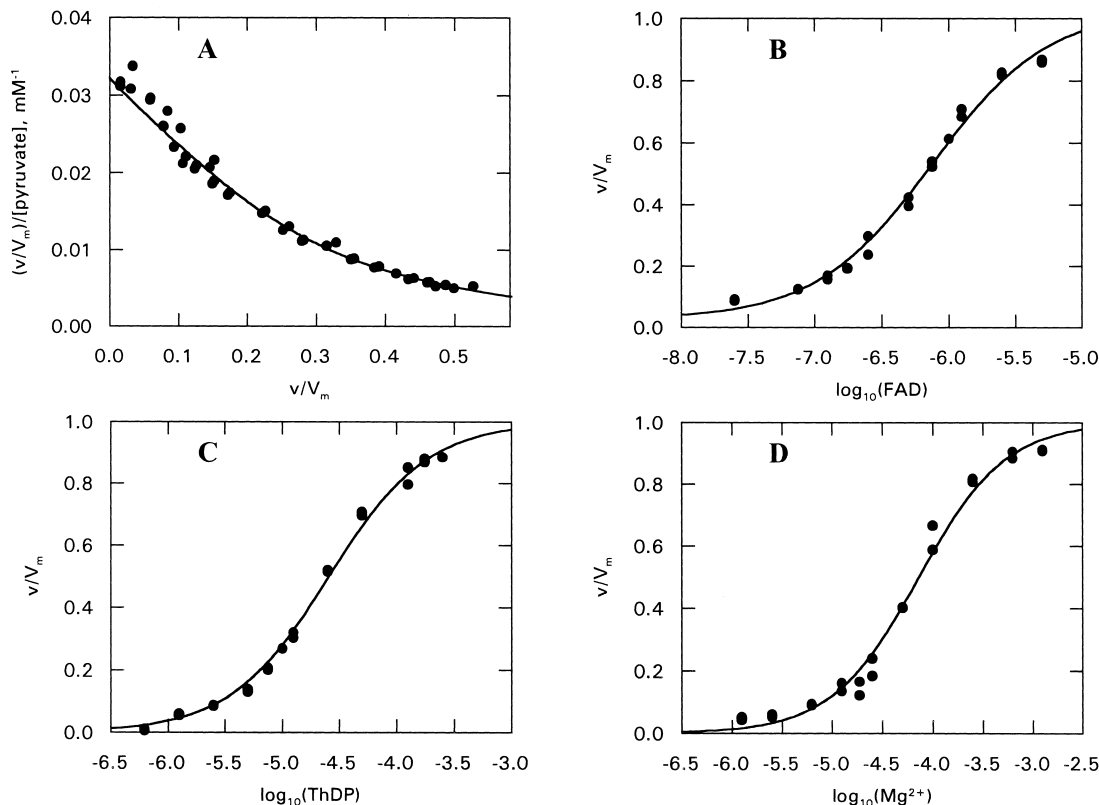 A
0.04
0.03
0.02
0.01
0.00
(v/Vₘ)/[pyruvate], mM⁻¹
0.0 0.1 0.2 0.3 0.4 0.5
v/Vₘ
B
1.0
0.8
0.6
0.4
0.2
0.0
v/Vₘ
-8.0 -7.5 -7.0 -6.5 -6.0 -5.5 -5.0
log₁₀(FAD)
C
1.0
0.8
0.6
0.4
0.2
0.0
v/Vₘ
-6.5 -6.0 -5.5 -5.0 -4.5 -4.0 -3.5 -3.0
log₁₀(ThDP)
D
1.0
0.8
0.6
0.4
0.2
0.0
v/Vₘ
-6.5 -6.0 -5.5 -5.0 -4.5 -4.0 -3.5 -3.0 -2.5
log₁₀(Mg²⁺)